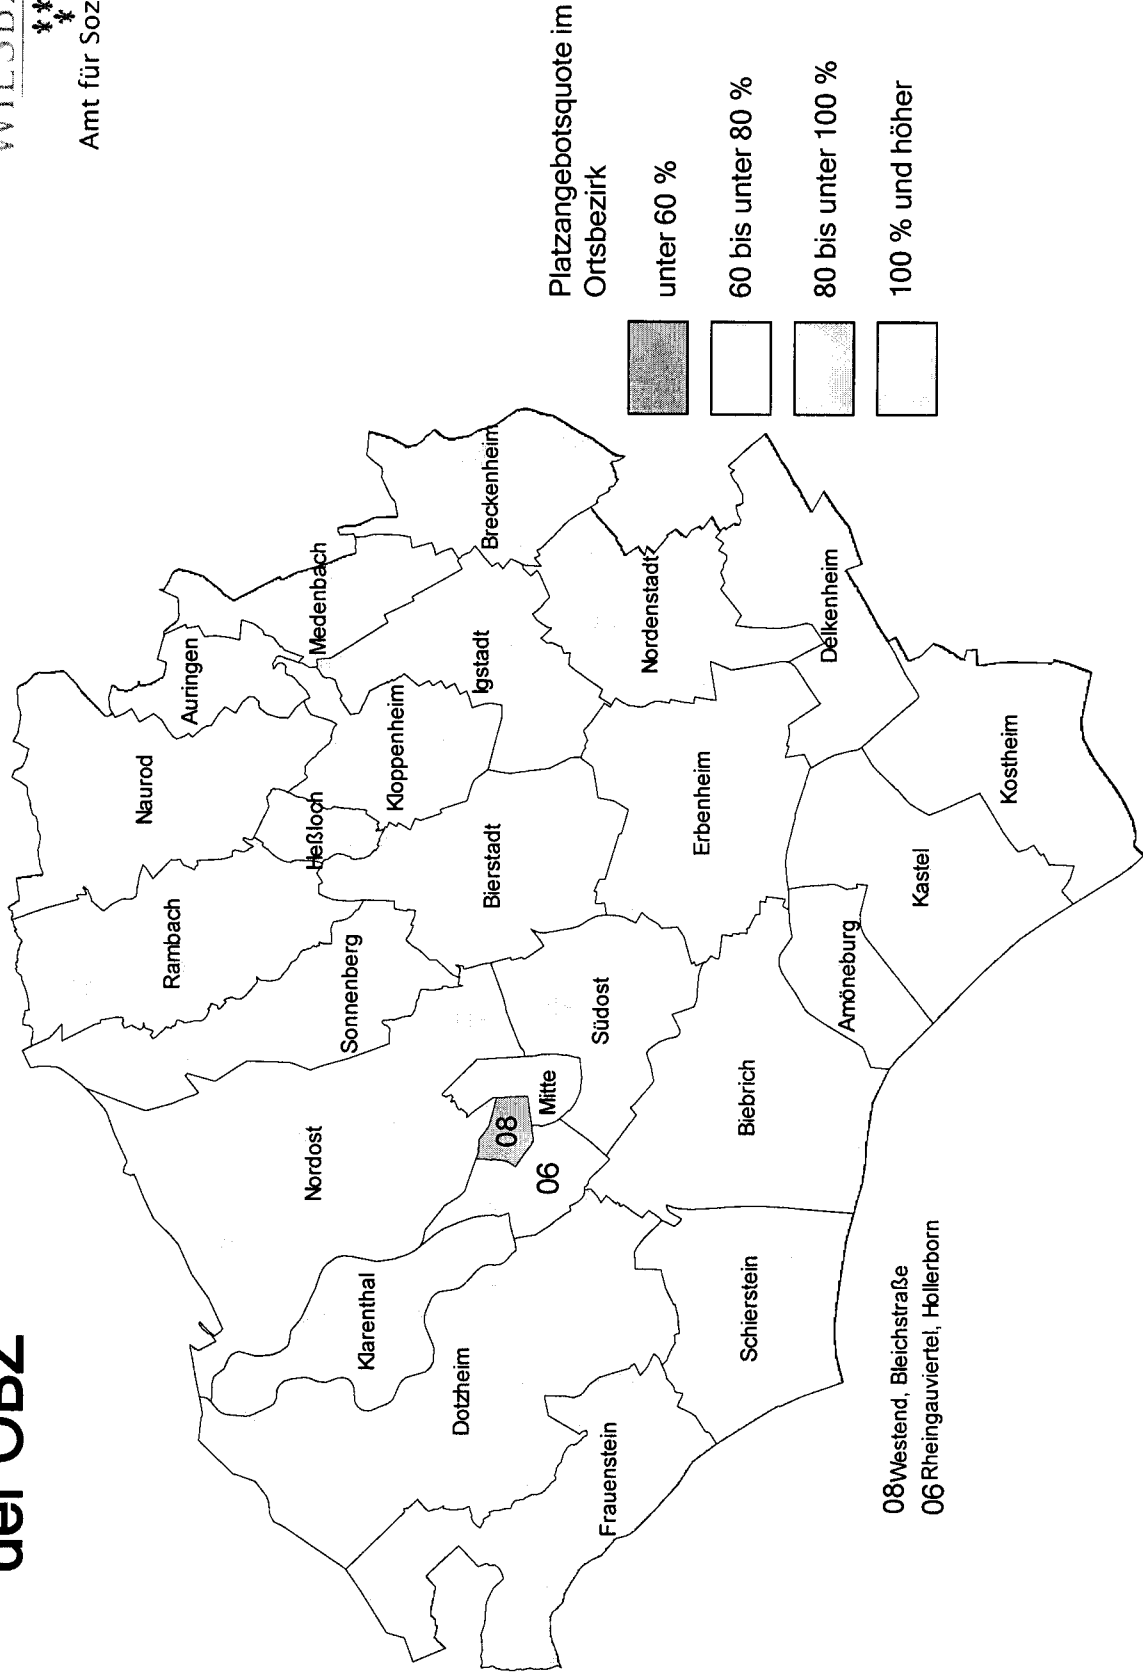 der OBZ
Amt für Soz
Platzangebotsquote im
Ortsbezirk
unter 60 %
60 bis unter 80 %
80 bis unter 100 %
100 % und höher
Naurod
Auringen
Medenbach
Breckenheim
Rambach
Heßloch
Kloppenheim
Igstadt
Sonnenberg
Bierstadt
Nordenstadt
Nordost
Erbenheim
Delkenheim
Südost
Mitte
08
06
Klarenthal
Kostheim
Kastel
Amöneburg
Biebrich
Dotzheim
Schierstein
Frauenstein
08 Westend, Bleichstraße
06 Rheingauviertel, Hollerborn